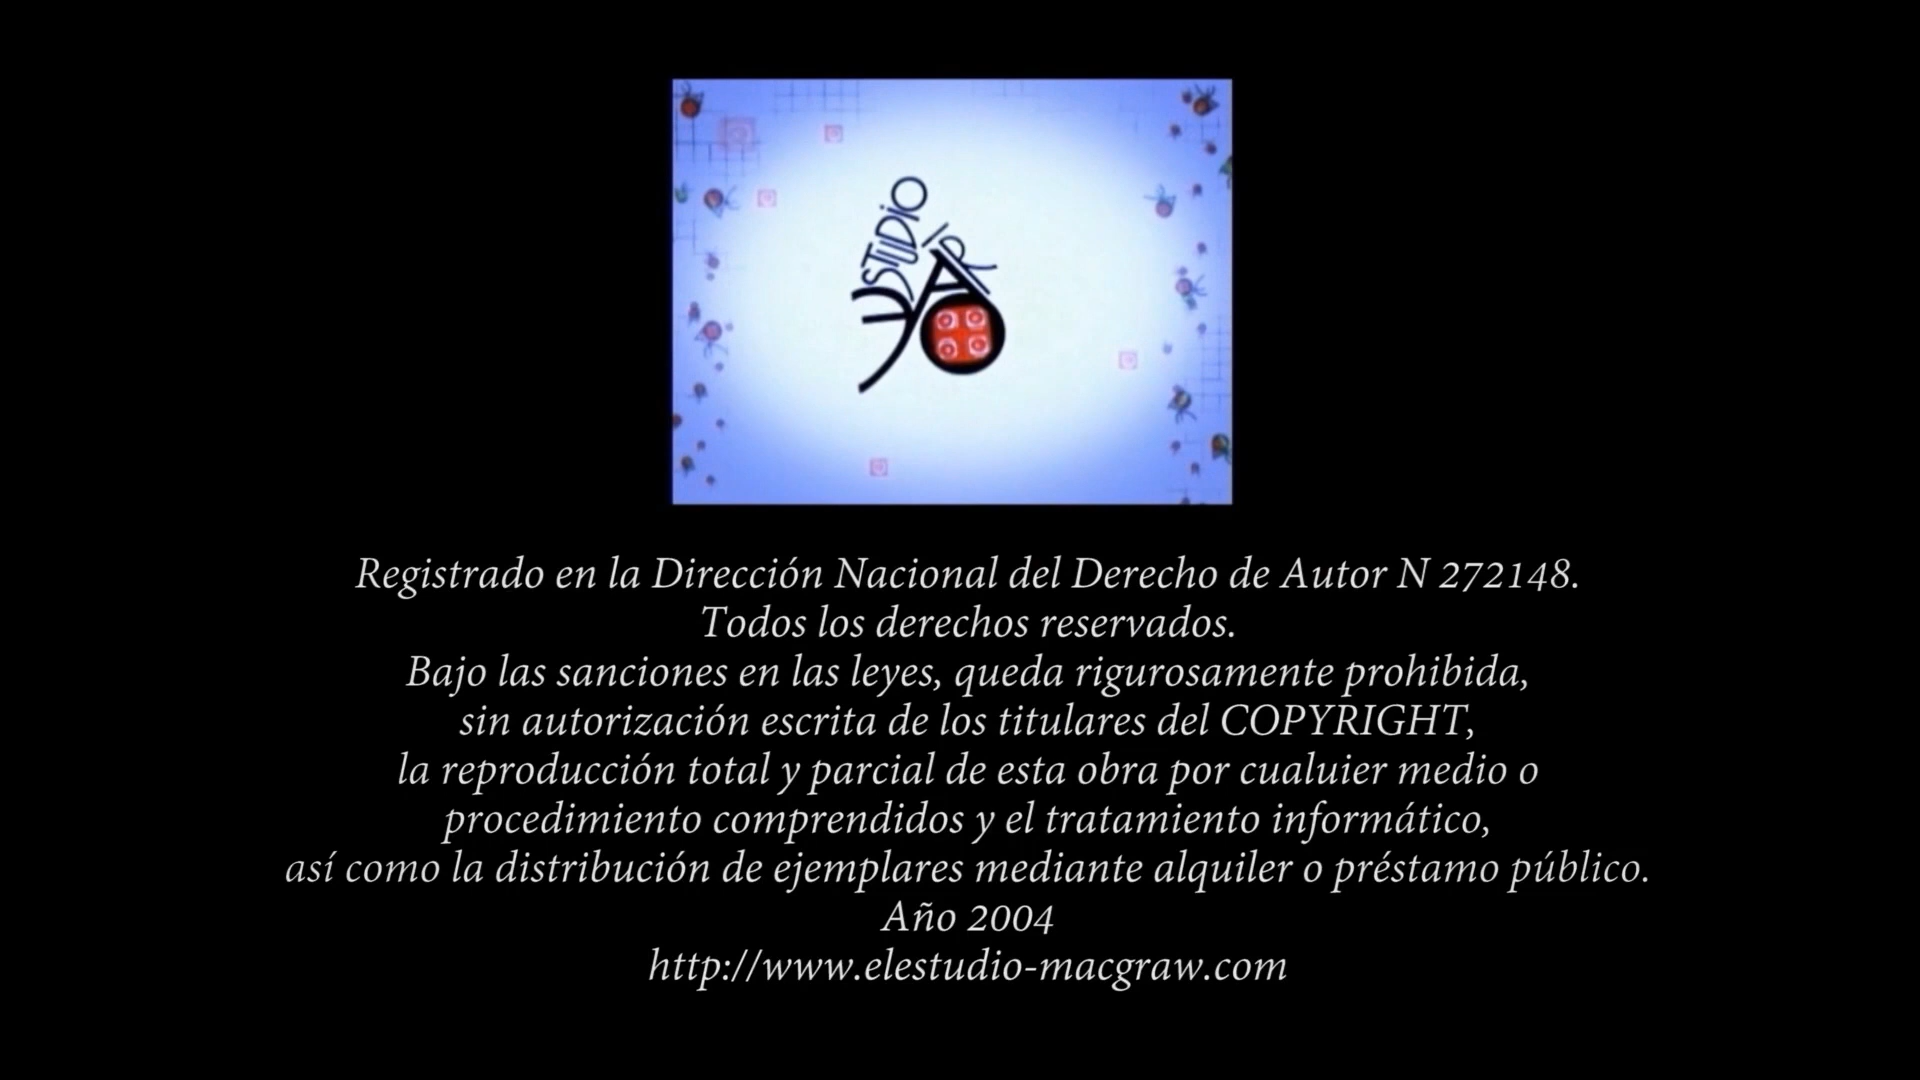 ESTUDiO
Registrado en la Dirección Nacional del Derecho de Autor N 272148.
Todos los derechos reservados.
Bajo las sanciones en las leyes, queda rigurosamente prohibida,
sin autorización escrita de los titulares del COPYRIGHT,
la reproducción total y parcial de esta obra por cualuier medio o
procedimiento comprendidos y el tratamiento informático,
así como la distribución de ejemplares mediante alquiler o préstamo público.
Año 2004
http://www.elestudio-macgraw.com